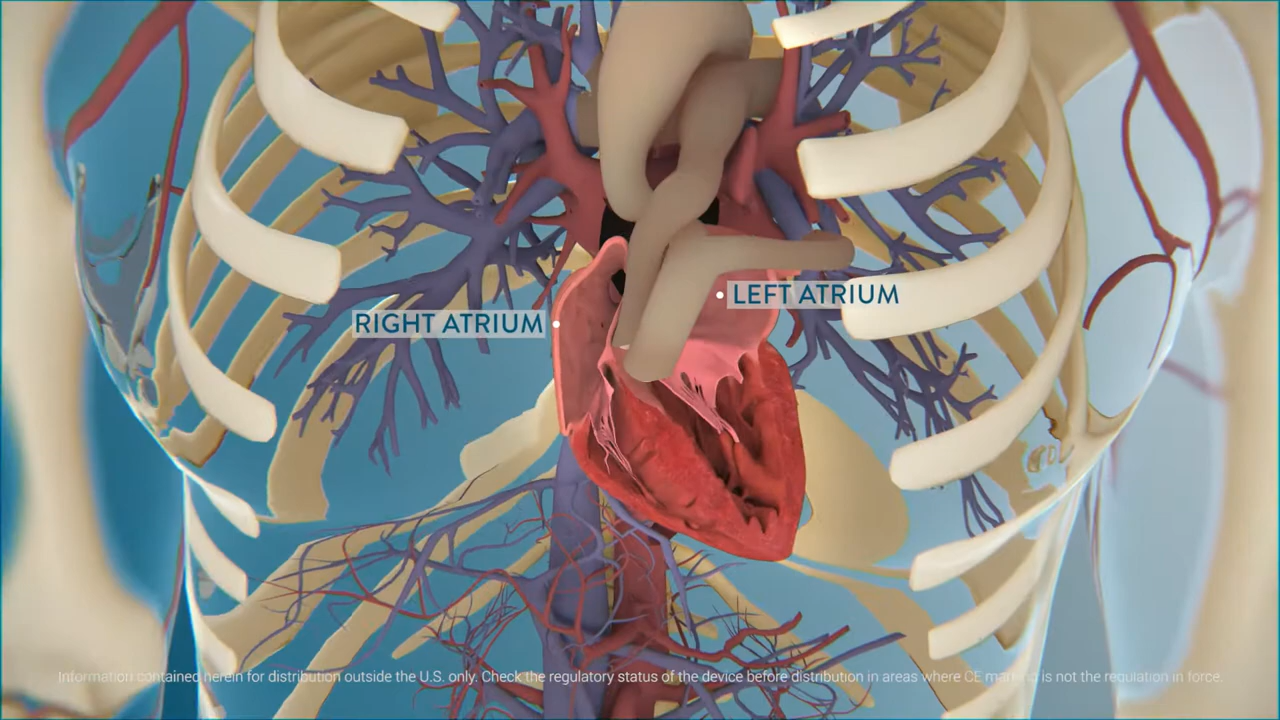 LEFT ATRIUM
RIGHT ATRIUM
Information contained herein for distribution outside the U.S. only. Check the regulatory status of the device before distribution in areas where CE marking is not the regulation in force.